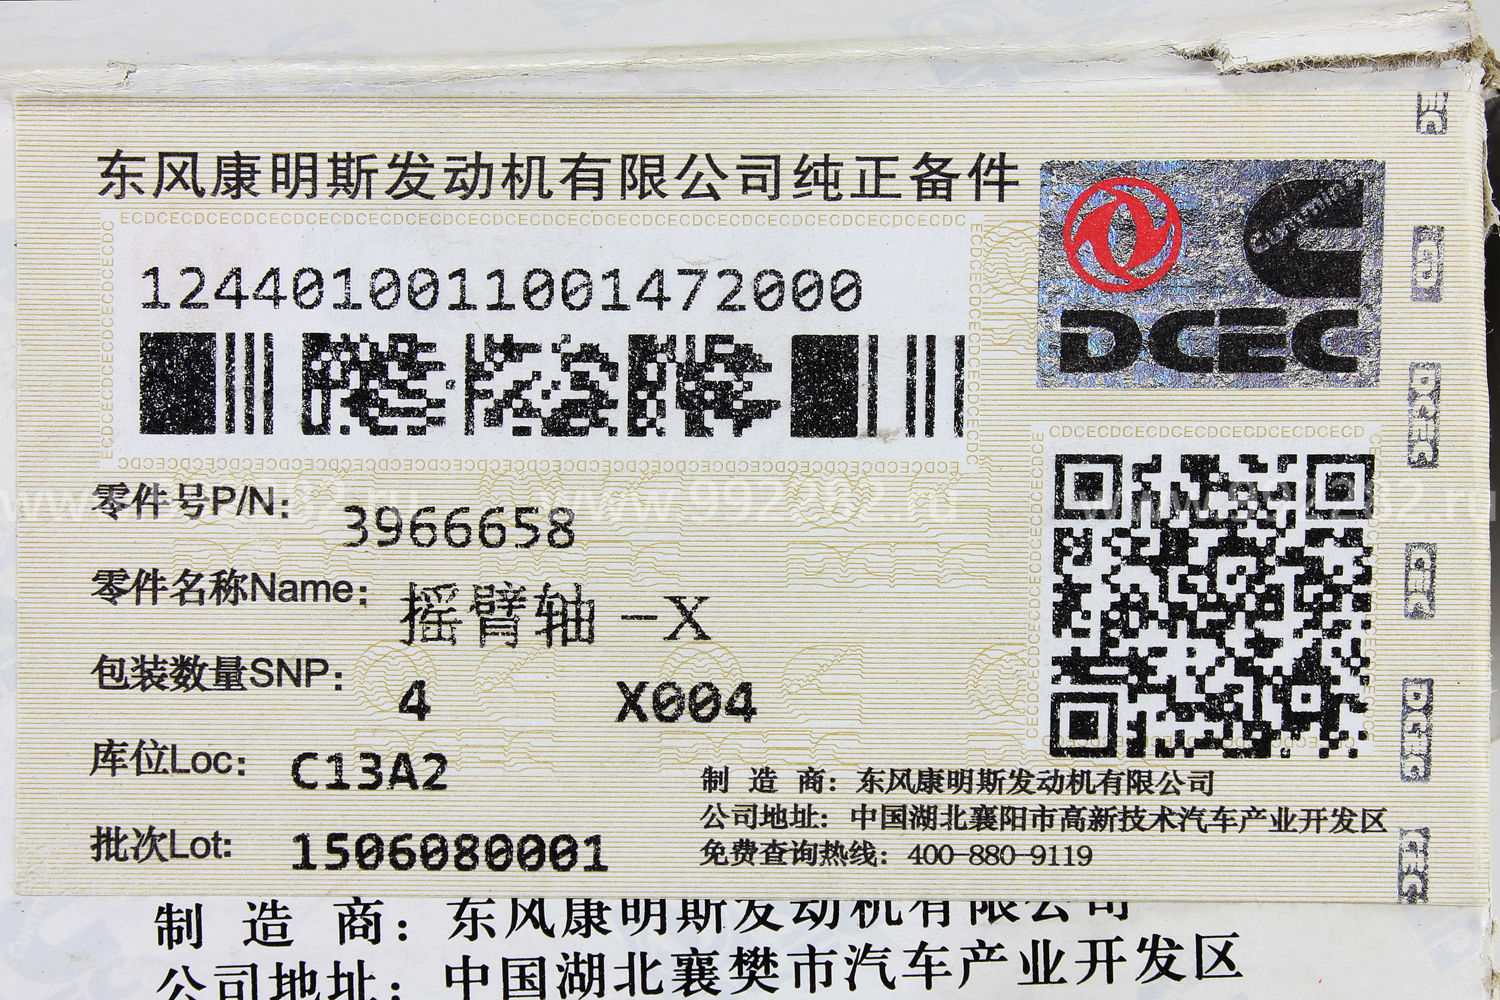 东风康明斯发动机有限公司纯正备件
12440100110014720​00
Cummins
DCEC
零件号P/N: 3966658
零件名称Name: 摇臂轴 -X
包装数量SNP: 4 X004
库位Loc: C13A2
批次Lot: 1506080001
制 造 商: 东风康明斯发动机有限公司
公司地址: 中国湖北襄阳市高新技术汽车产业开发区
免费查询热线: 400-880-9119
制 造 商: 东风康明斯发动机有限公司
公司地址: 中国湖北襄樊市汽车产业开发区
www.992282.ru